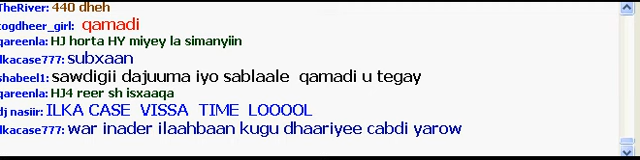 TheRiver: 440 dheh
togdheer_girl: qamadi
qareenla: HJ horta HY miyey la simanyiin
ilkacase777: subxaan
shabeel1: sawdigii dajuuma iyo sablaale qamadi u tegay
qareenla: HJ4 reer sh isxaaqa
dj nasiir: ILKA CASE VISSA TIME LOOOOL
ilkacase777: war inader ilaahbaan kugu dhaariyee cabdi yarow